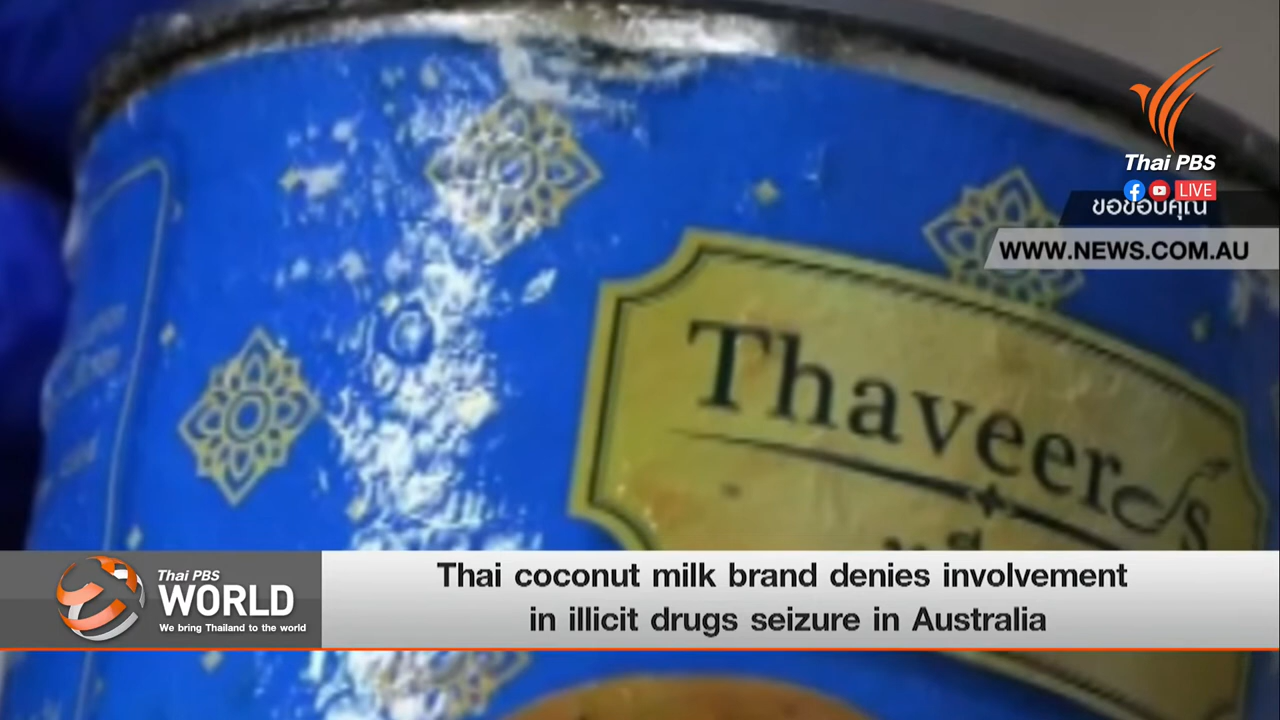 Thai PBS
LIVE
ขอขอบคุณ
WWW.NEWS.COM.AU
Thai PBS
WORLD
We bring Thailand to the world
Thai coconut milk brand denies involvement
in illicit drugs seizure in Australia